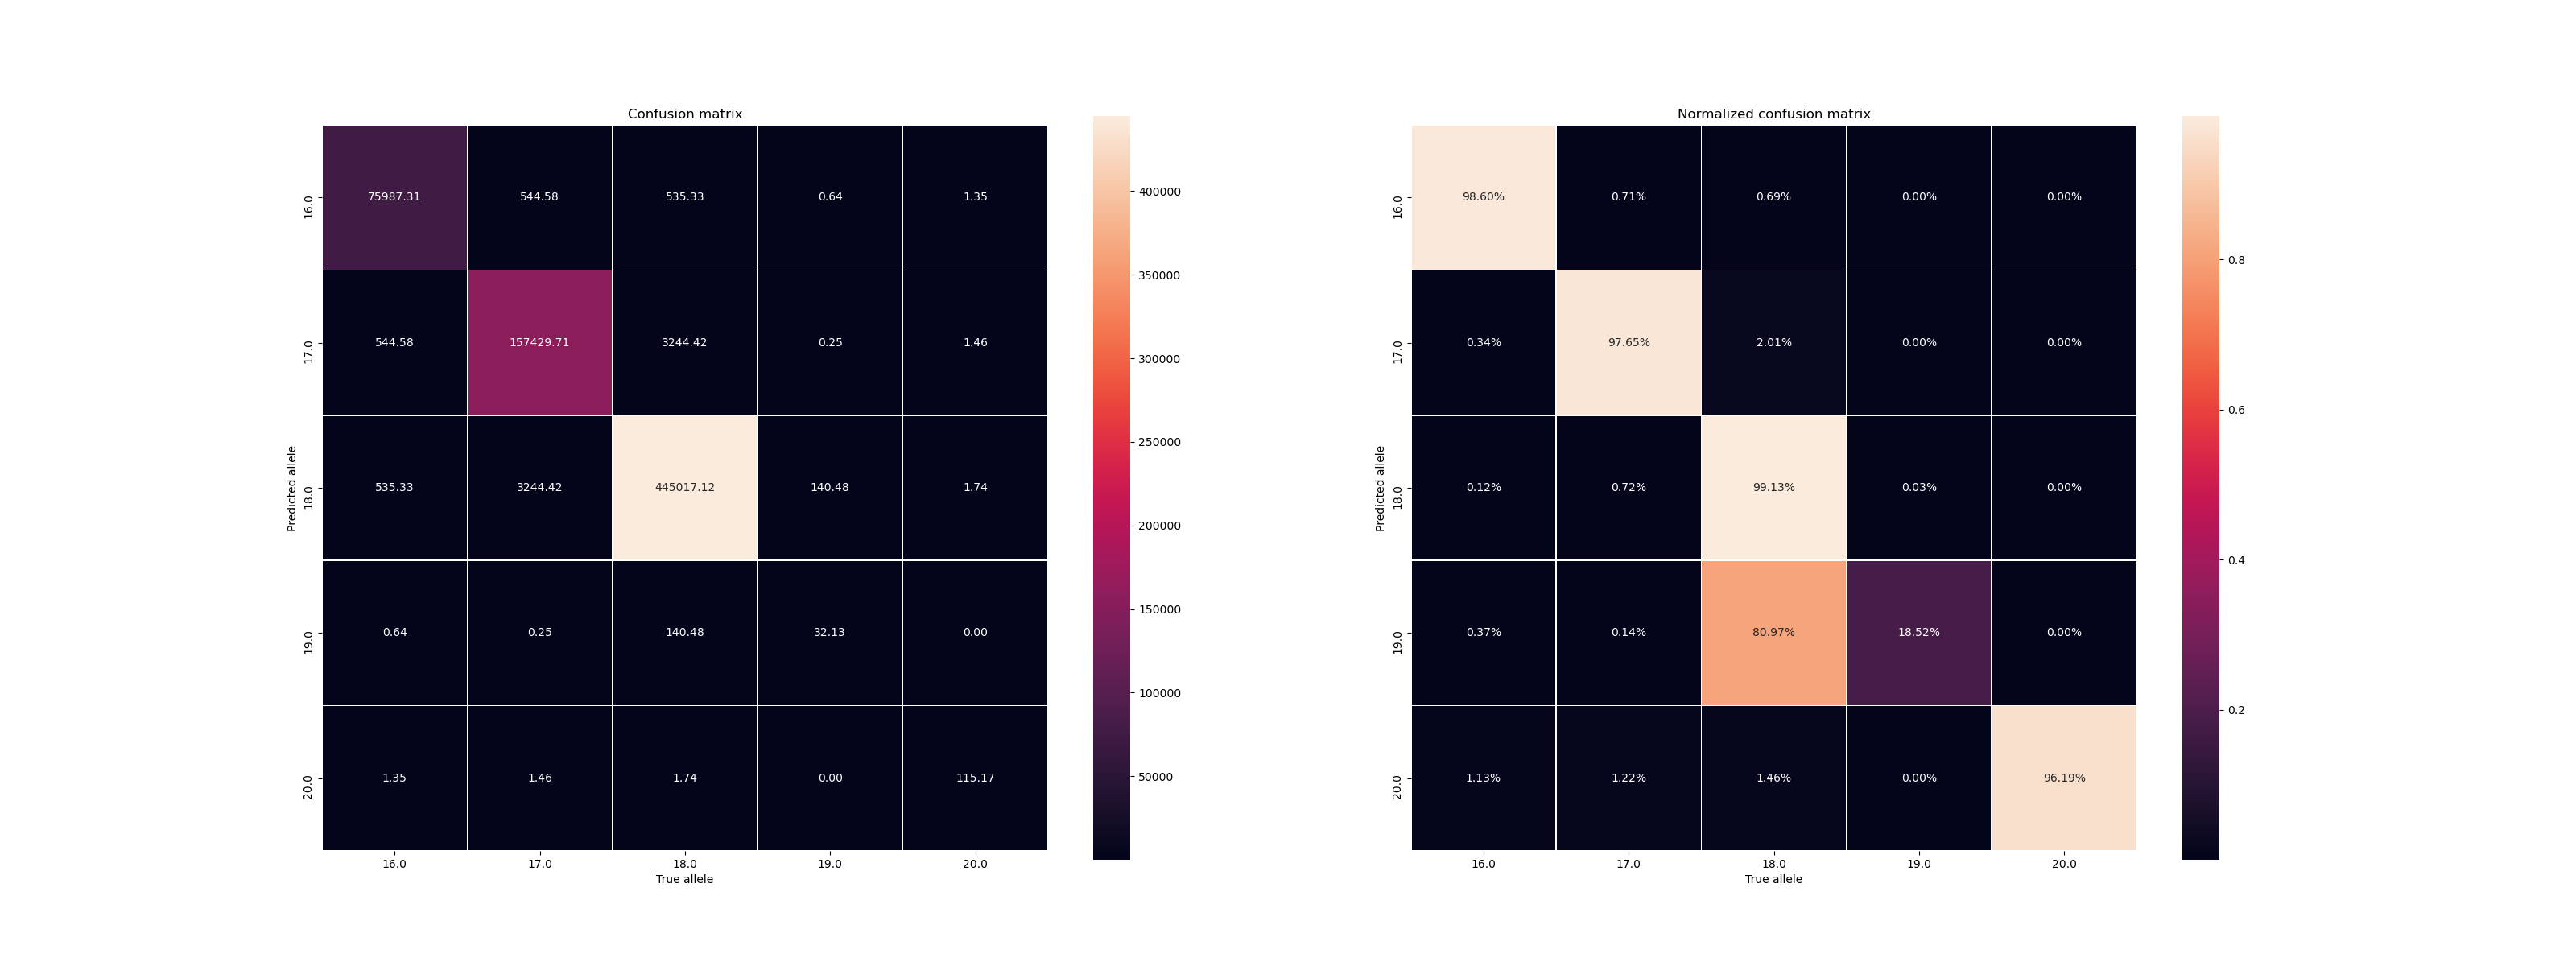 Confusion matrix
16.0 75987.31 544.58 535.33 0.64 1.35
17.0 544.58 157429.71 3244.42 0.25 1.46
18.0 535.33 3244.42 445017.12 140.48 1.74
19.0 0.64 0.25 140.48 32.13 0.00
20.0 1.35 1.46 1.74 0.00 115.17
Predicted allele
16.0 17.0 18.0 19.0 20.0
True allele
400000
350000
300000
250000
200000
150000
100000
50000
Normalized confusion matrix
16.0 98.60% 0.71% 0.69% 0.00% 0.00%
17.0 0.34% 97.65% 2.01% 0.00% 0.00%
18.0 0.12% 0.72% 99.13% 0.03% 0.00%
19.0 0.37% 0.14% 80.97% 18.52% 0.00%
20.0 1.13% 1.22% 1.46% 0.00% 96.19%
Predicted allele
16.0 17.0 18.0 19.0 20.0
True allele
0.8
0.6
0.4
0.2